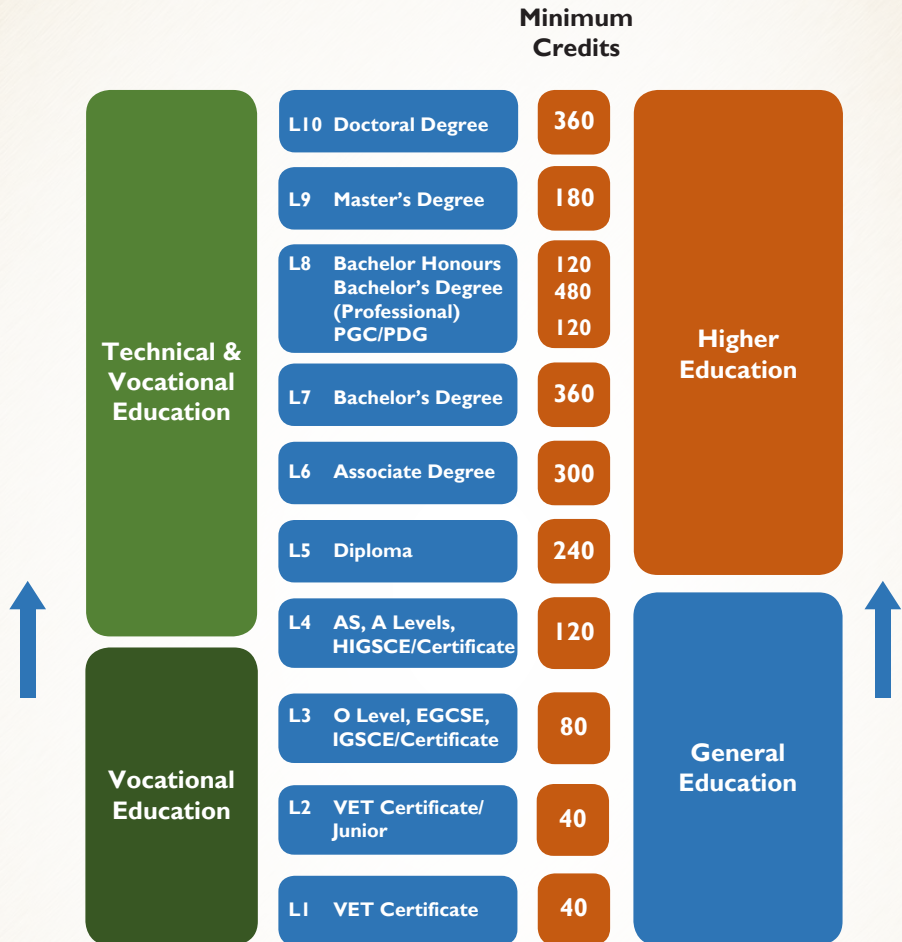 Minimum
Credits
L10 Doctoral Degree
360
L9 Master's Degree
180
L8 Bachelor Honours
Bachelor's Degree
(Professional)
PGC/PDG
120
480
120
Technical &
Vocational
Education
Higher
Education
L7 Bachelor's Degree
360
L6 Associate Degree
300
L5 Diploma
240
L4 AS, A Levels,
HIGSCE/Certificate
120
L3 O Level, EGCSE,
IGSCE/Certificate
80
Vocational
Education
General
Education
L2 VET Certificate/
Junior
40
L1 VET Certificate
40